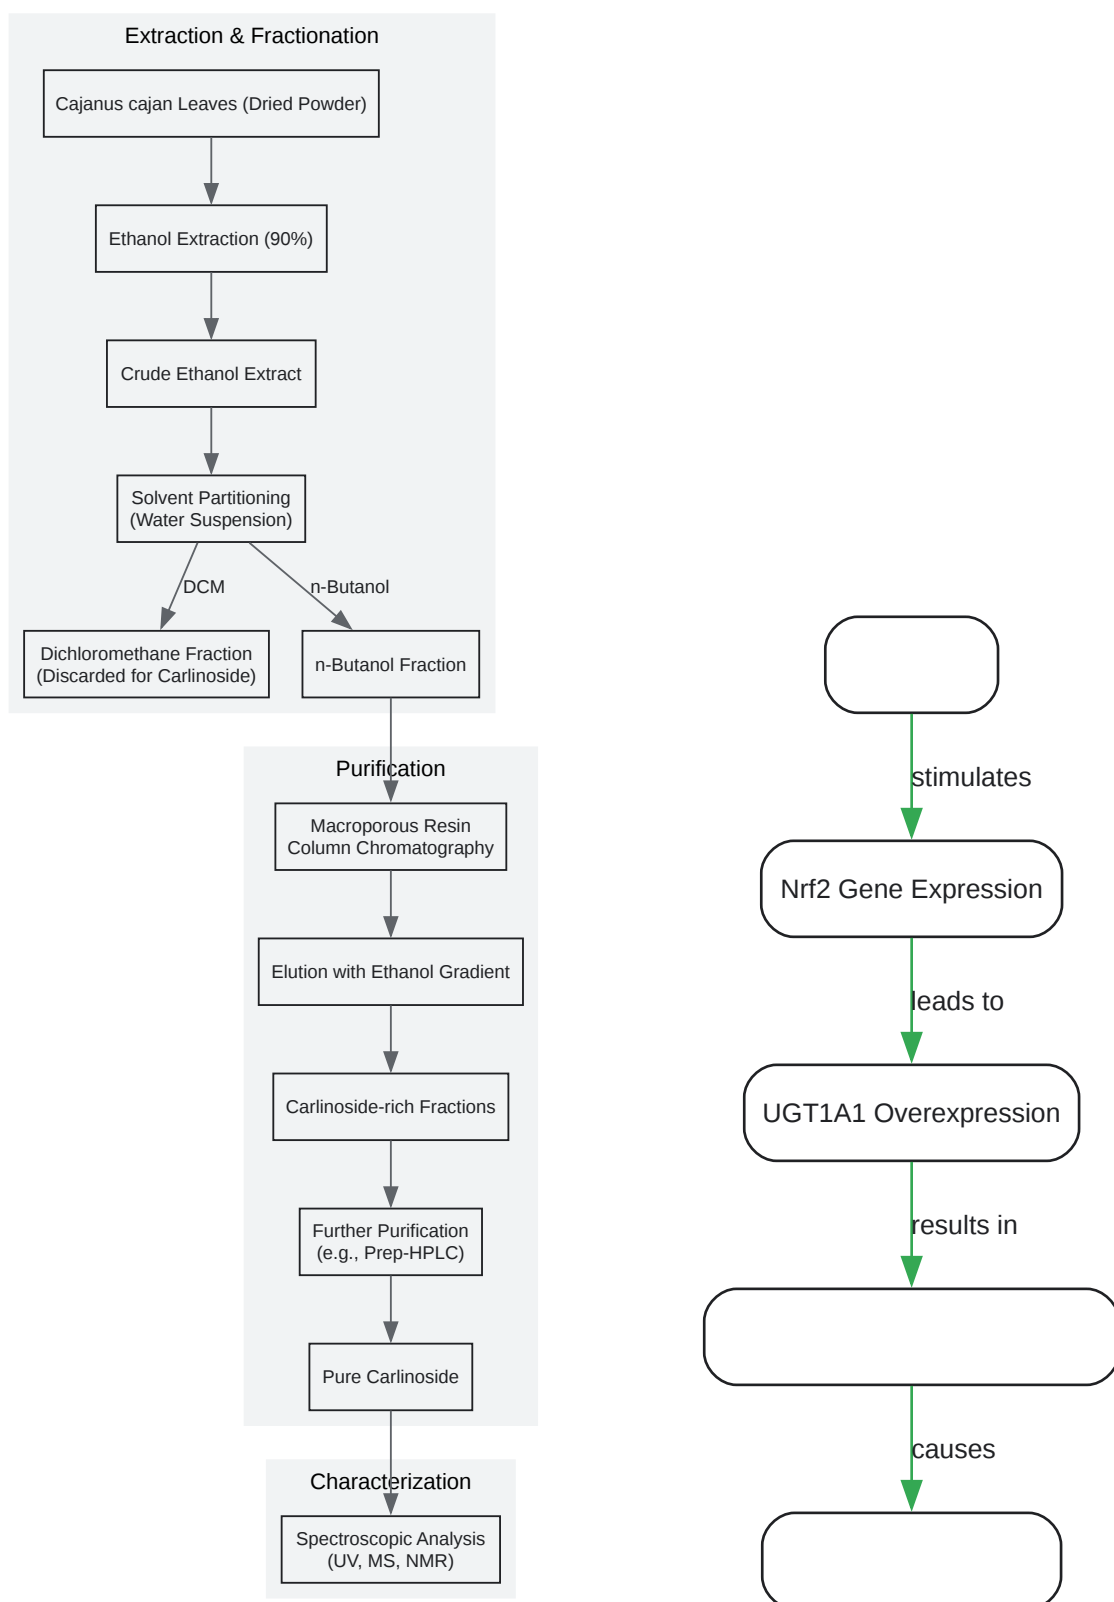 Extraction & Fractionation
Cajanus cajan Leaves (Dried Powder)
Ethanol Extraction (90%)
Crude Ethanol Extract
Solvent Partitioning
(Water Suspension)
DCM
n-Butanol
Dichloromethane Fraction
(Discarded for Carlinoside)
n-Butanol Fraction
Purification
Macroporous Resin
Column Chromatography
Elution with Ethanol Gradient
Carlinoside-rich Fractions
Further Purification
(e.g., Prep-HPLC)
Pure Carlinoside
Characterization
Spectroscopic Analysis
(UV, MS, NMR)
stimulates
Nrf2 Gene Expression
leads to
UGT1A1 Overexpression
results in
causes